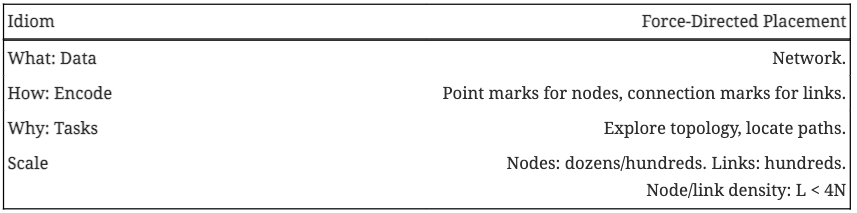 Idiom Force-Directed Placement
What: Data Network.
How: Encode Point marks for nodes, connection marks for links.
Why: Tasks Explore topology, locate paths.
Scale Nodes: dozens/hundreds. Links: hundreds.
Node/link density: L < 4N